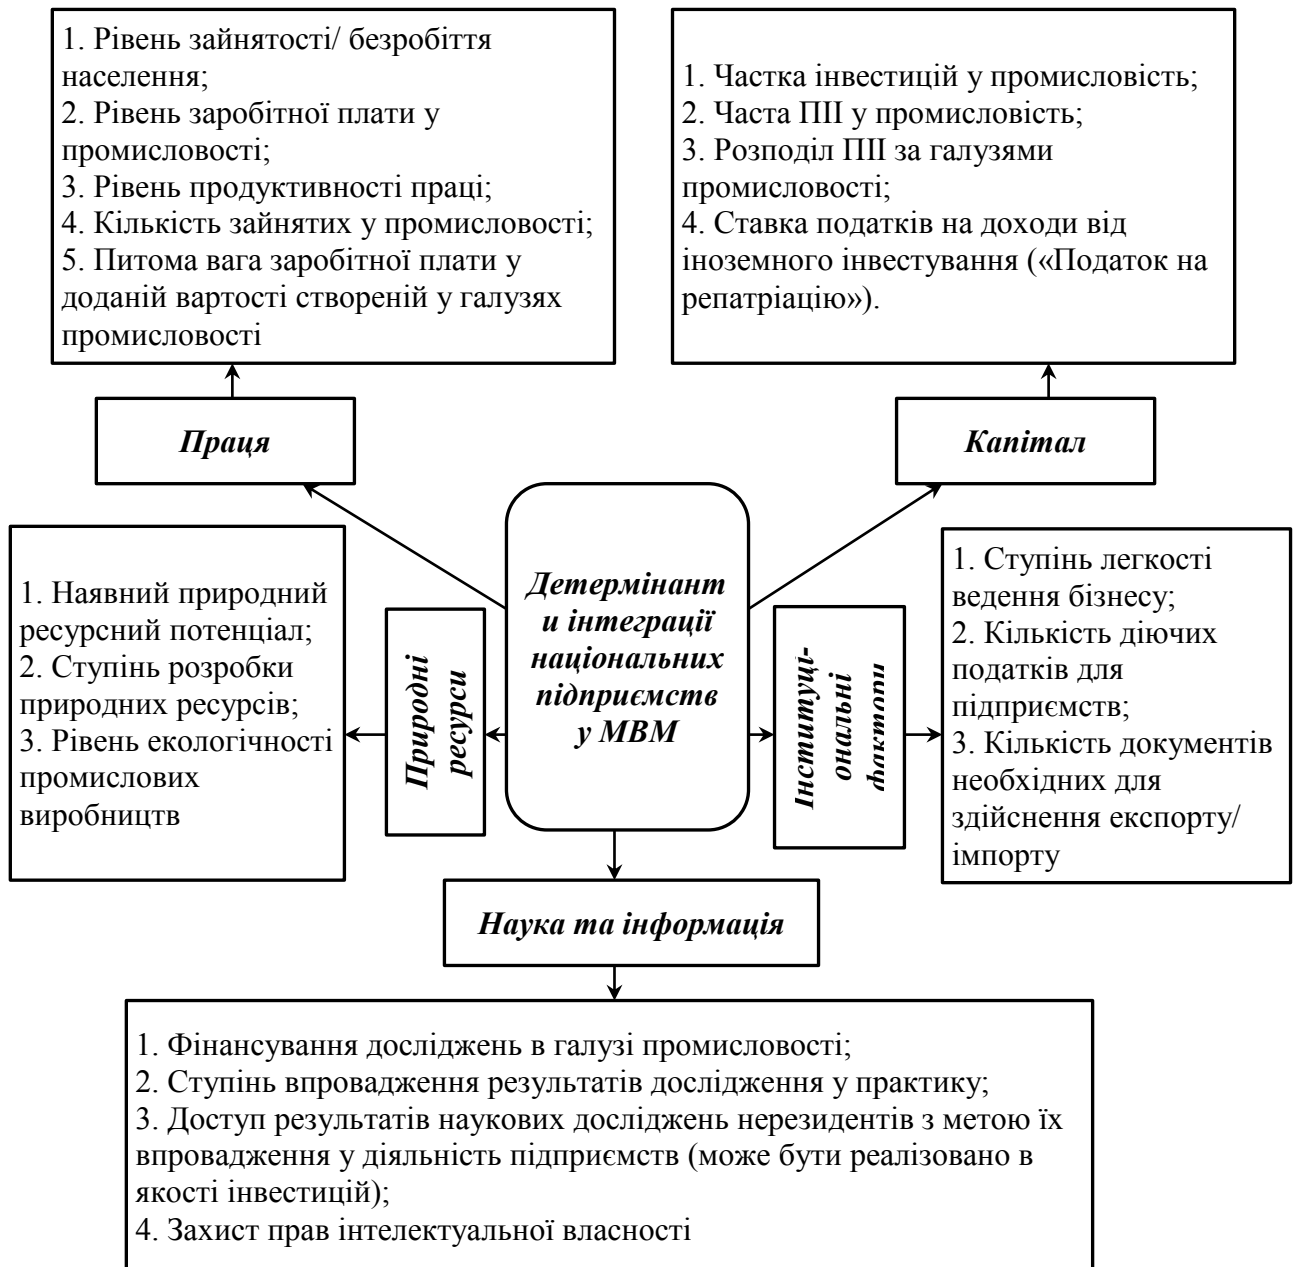 1. Рівень зайнятості/ безробіття
населення;
2. Рівень заробітної плати у
промисловості;
3. Рівень продуктивності праці;
4. Кількість зайнятих у промисловості;
5. Питома вага заробітної плати у
доданій вартості створеній у галузях
промисловості
1. Частка інвестицій у промисловість;
2. Часта ПІІ у промисловість;
3. Розподіл ПІІ за галузями
промисловості;
4. Ставка податків на доходи від
іноземного інвестування («Податок на
репатріацію»).
Праця
Капітал
1. Наявний природний
ресурсний потенціал;
2. Ступінь розробки
природних ресурсів;
3. Рівень екологічності
промислових
виробництв
Природні
ресурси
Детермінант
и інтеграції
національних
підприємств
у МВМ
Інституці-
ональні
фактори
1. Ступінь легкості
ведення бізнесу;
2. Кількість діючих
податків для
підприємств;
3. Кількість документів
необхідних для
здійснення експорту/
імпорту
Наука та інформація
1. Фінансування досліджень в галузі промисловості;
2. Ступінь впровадження результатів дослідження у практику;
3. Доступ результатів наукових досліджень нерезидентів з метою їх
впровадження у діяльність підприємств (може бути реалізовано в
якості інвестицій);
4. Захист прав інтелектуальної власності